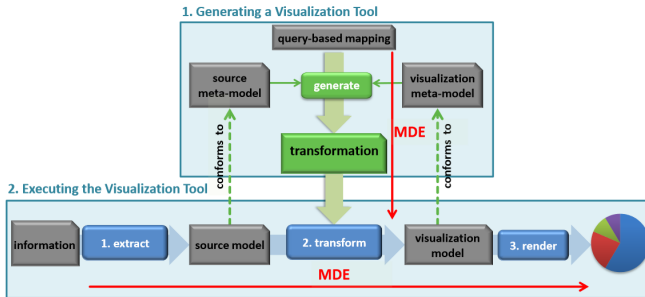 1. Generating a Visualization Tool
query-based mapping
source
meta-model
generate
visualization
meta-model
MDE
conforms to
transformation
conforms to
2. Executing the Visualization Tool
information
1. extract
source model
2. transform
visualization
model
3. render
MDE